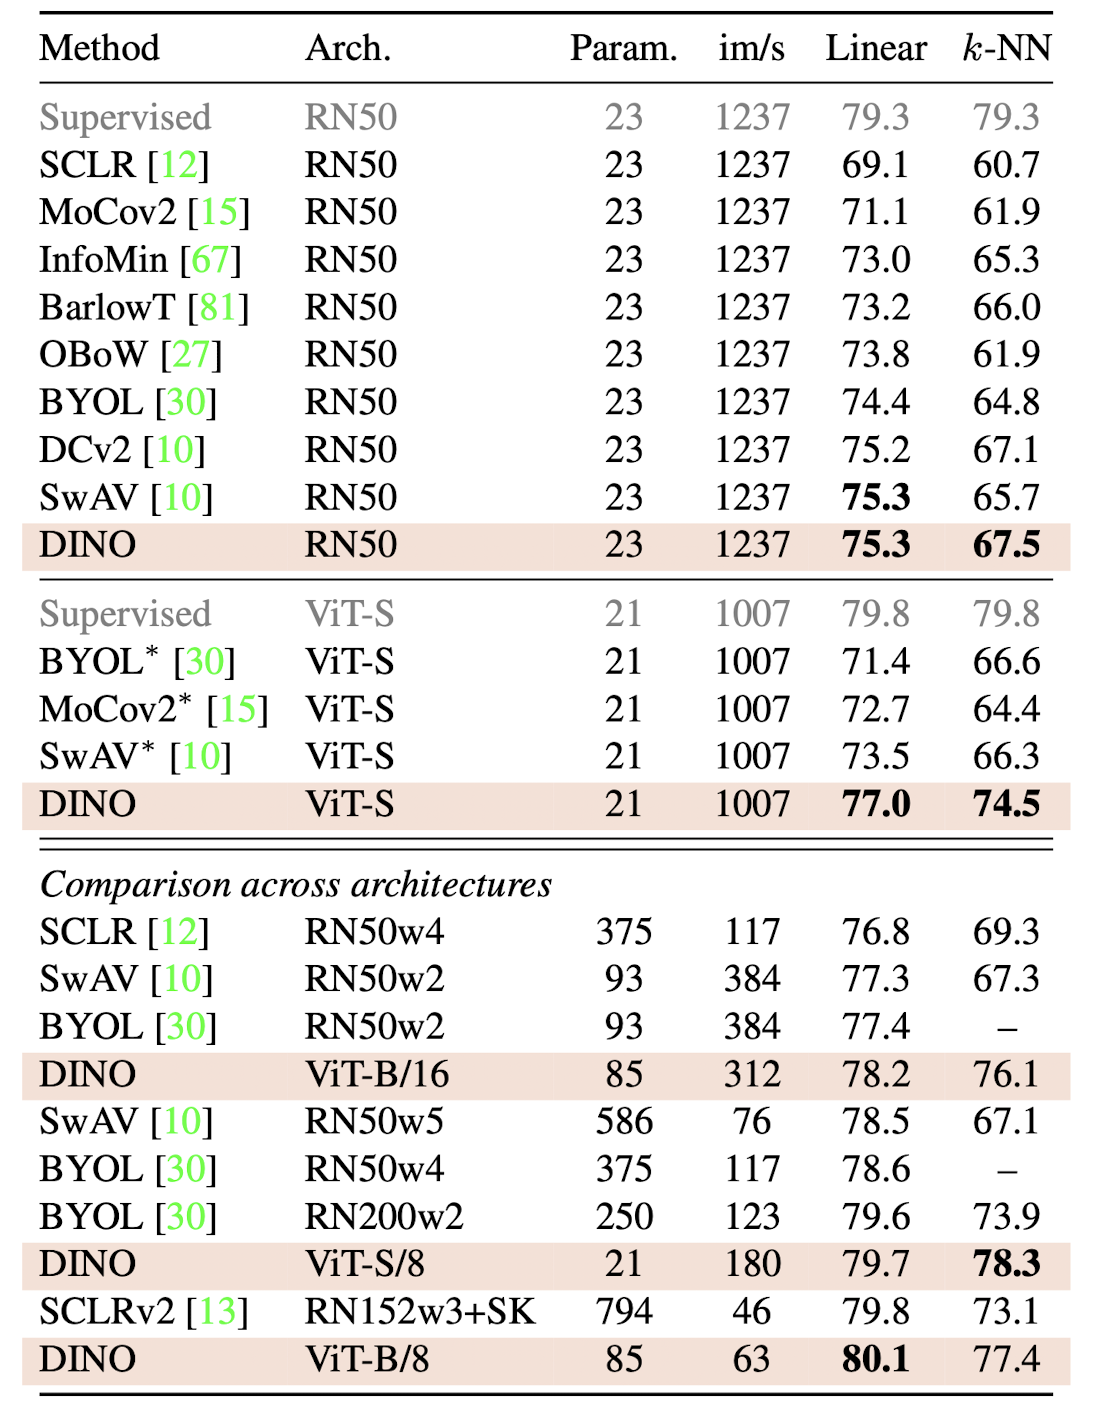 Method Arch. Param. im/s Linear k-NN
Supervised RN50 23 1237 79.3 79.3
SCLR [12] RN50 23 1237 69.1 60.7
MoCov2 [15] RN50 23 1237 71.1 61.9
InfoMin [67] RN50 23 1237 73.0 65.3
BarlowT [81] RN50 23 1237 73.2 66.0
OBoW [27] RN50 23 1237 73.8 61.9
BYOL [30] RN50 23 1237 74.4 64.8
DCv2 [10] RN50 23 1237 75.2 67.1
SwAV [10] RN50 23 1237 75.3 65.7
DINO RN50 23 1237 75.3 67.5
Supervised ViT-S 21 1007 79.8 79.8
BYOL* [30] ViT-S 21 1007 71.4 66.6
MoCov2* [15] ViT-S 21 1007 72.7 64.4
SwAV* [10] ViT-S 21 1007 73.5 66.3
DINO ViT-S 21 1007 77.0 74.5
Comparison across architectures
SCLR [12] RN50w4 375 117 76.8 69.3
SwAV [10] RN50w2 93 384 77.3 67.3
BYOL [30] RN50w2 93 384 77.4 –
DINO ViT-B/16 85 312 78.2 76.1
SwAV [10] RN50w5 586 76 78.5 67.1
BYOL [30] RN50w4 375 117 78.6 –
BYOL [30] RN200w2 250 123 79.6 73.9
DINO ViT-S/8 21 180 79.7 78.3
SCLRv2 [13] RN152w3+SK 794 46 79.8 73.1
DINO ViT-B/8 85 63 80.1 77.4